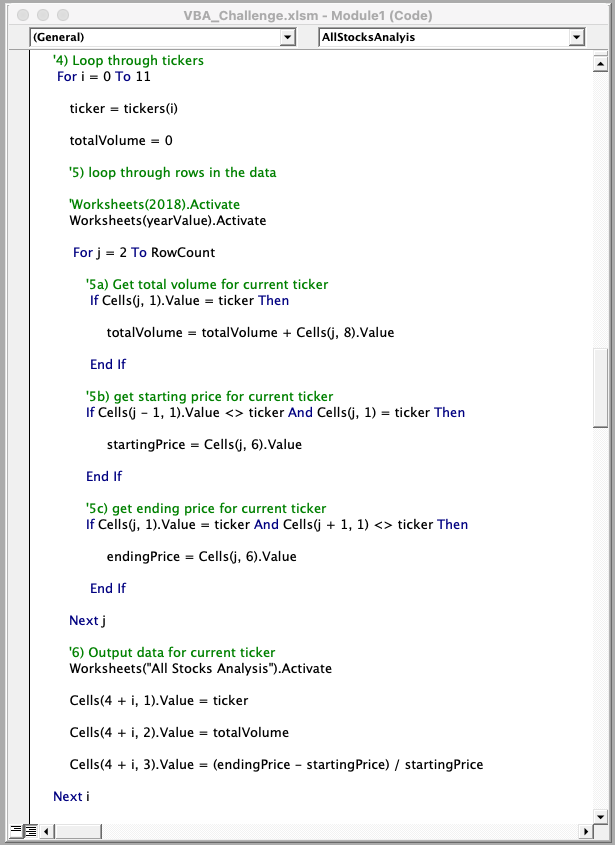 VBA_Challenge.xlsm - Module1 (Code)
(General) AllStocksAnalyis
'4) Loop through tickers
For i = 0 To 11
ticker = tickers(i)
totalVolume = 0
'5) loop through rows in the data
'Worksheets(2018).Activate
Worksheets(yearValue).Activate
For j = 2 To RowCount
'5a) Get total volume for current ticker
If Cells(j, 1).Value = ticker Then
totalVolume = totalVolume + Cells(j, 8).Value
End If
'5b) get starting price for current ticker
If Cells(j - 1, 1).Value <> ticker And Cells(j, 1) = ticker Then
startingPrice = Cells(j, 6).Value
End If
'5c) get ending price for current ticker
If Cells(j, 1).Value = ticker And Cells(j + 1, 1) <> ticker Then
endingPrice = Cells(j, 6).Value
End If
Next j
'6) Output data for current ticker
Worksheets("All Stocks Analysis").Activate
Cells(4 + i, 1).Value = ticker
Cells(4 + i, 2).Value = totalVolume
Cells(4 + i, 3).Value = (endingPrice - startingPrice) / startingPrice
Next i